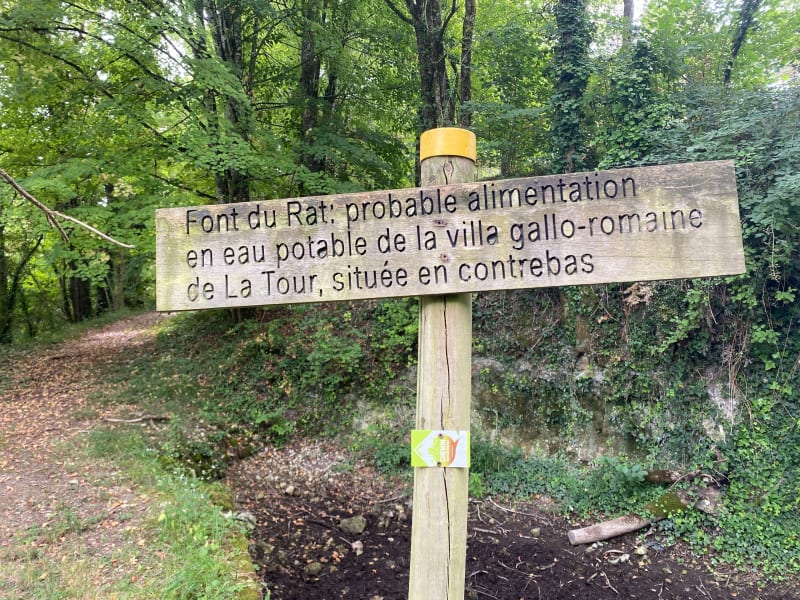 Font du Rat: probable alimentation
en eau potable de la villa gallo-romaine
de La Tour, située en contrebas